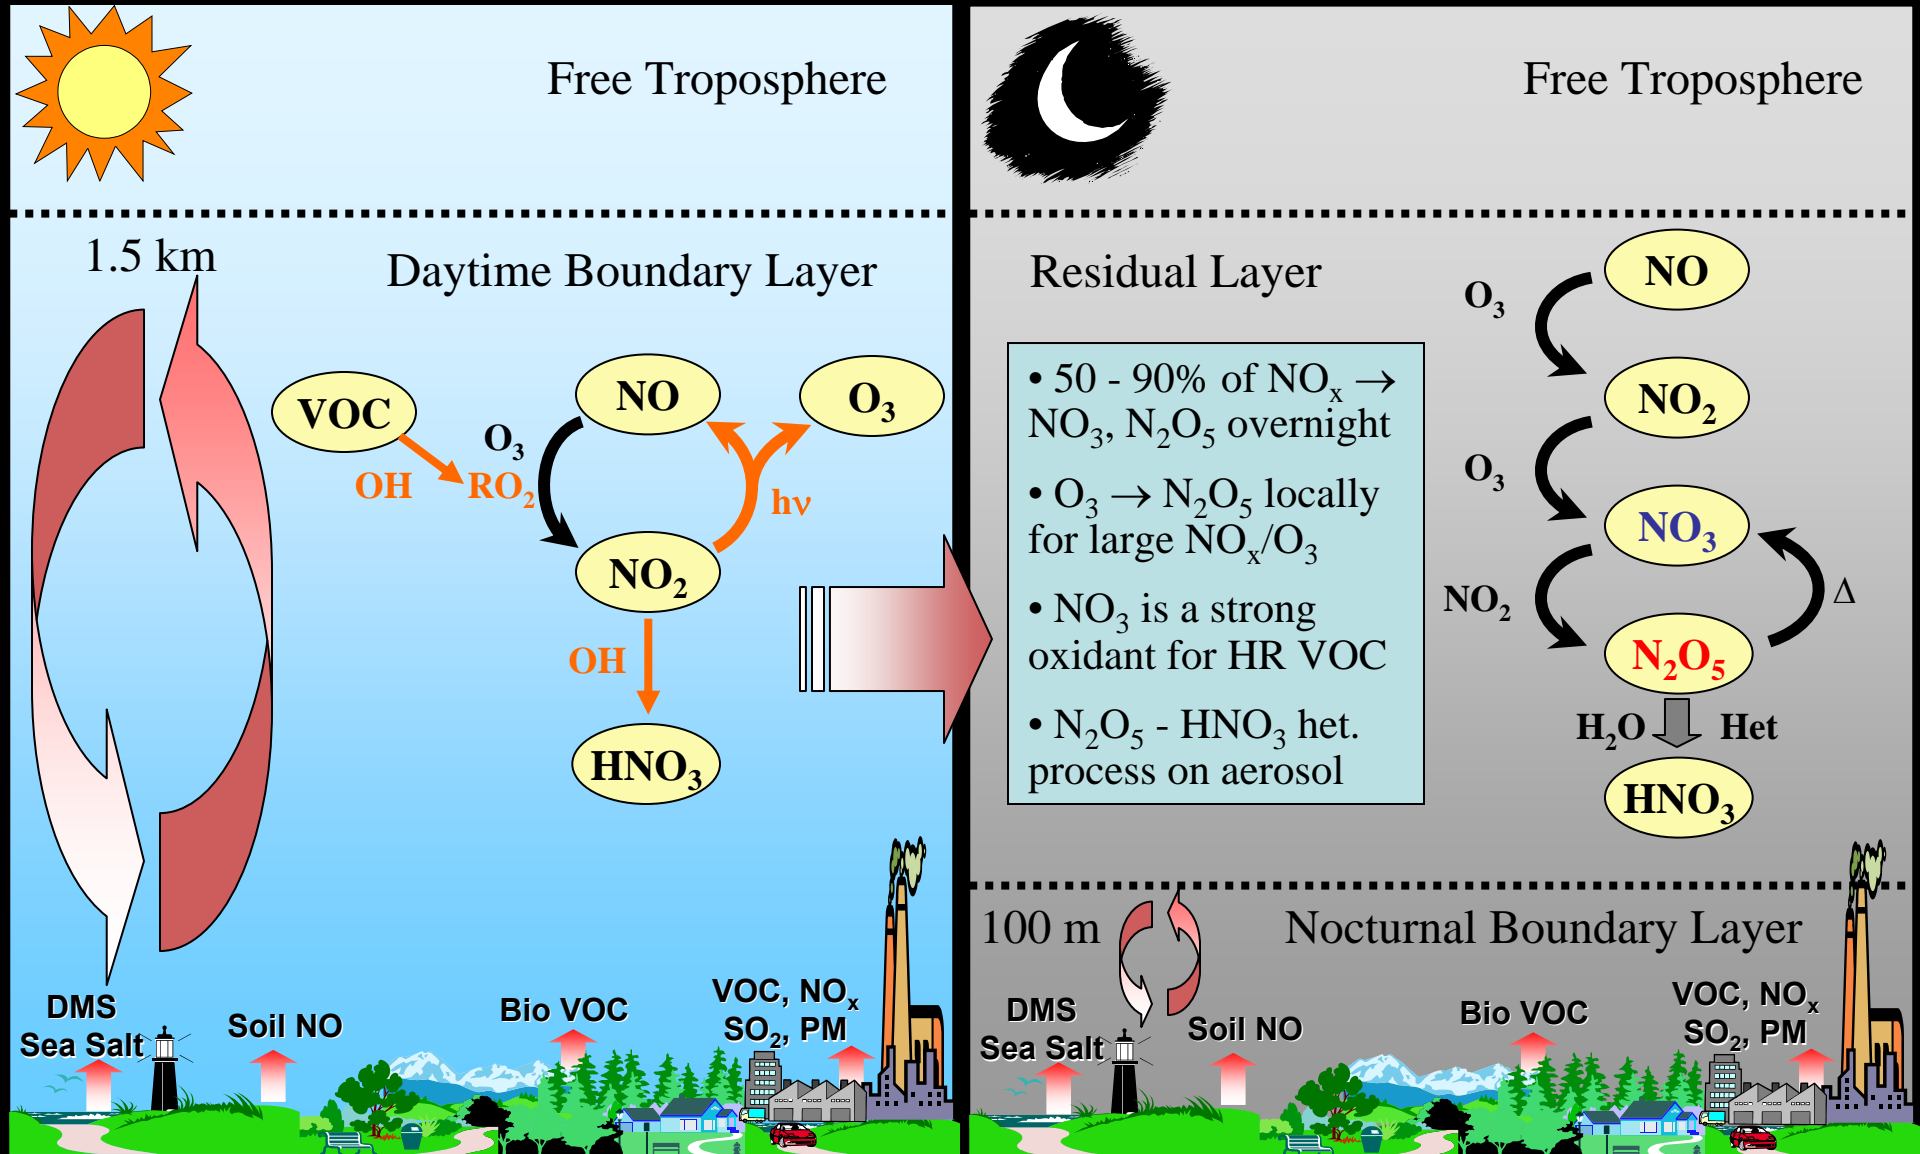 Free Troposphere
1.5 km
Daytime Boundary Layer
VOC
OH
O₃
RO₂
NO
O₃
hν
NO₂
OH
HNO₃
DMS
Sea Salt
Soil NO
Bio VOC
VOC, NOₓ
SO₂, PM
Free Troposphere
Residual Layer
• 50 - 90% of NOₓ →
NO₃, N₂O₅ overnight
• O₃ → N₂O₅ locally
for large NOₓ/O₃
• NO₃ is a strong
oxidant for HR VOC
• N₂O₅ - HNO₃ het.
process on aerosol
NO
O₃
NO₂
O₃
NO₃
NO₂
Δ
N₂O₅
H₂O
Het
HNO₃
100 m
Nocturnal Boundary Layer
DMS
Sea Salt
Soil NO
Bio VOC
VOC, NOₓ
SO₂, PM